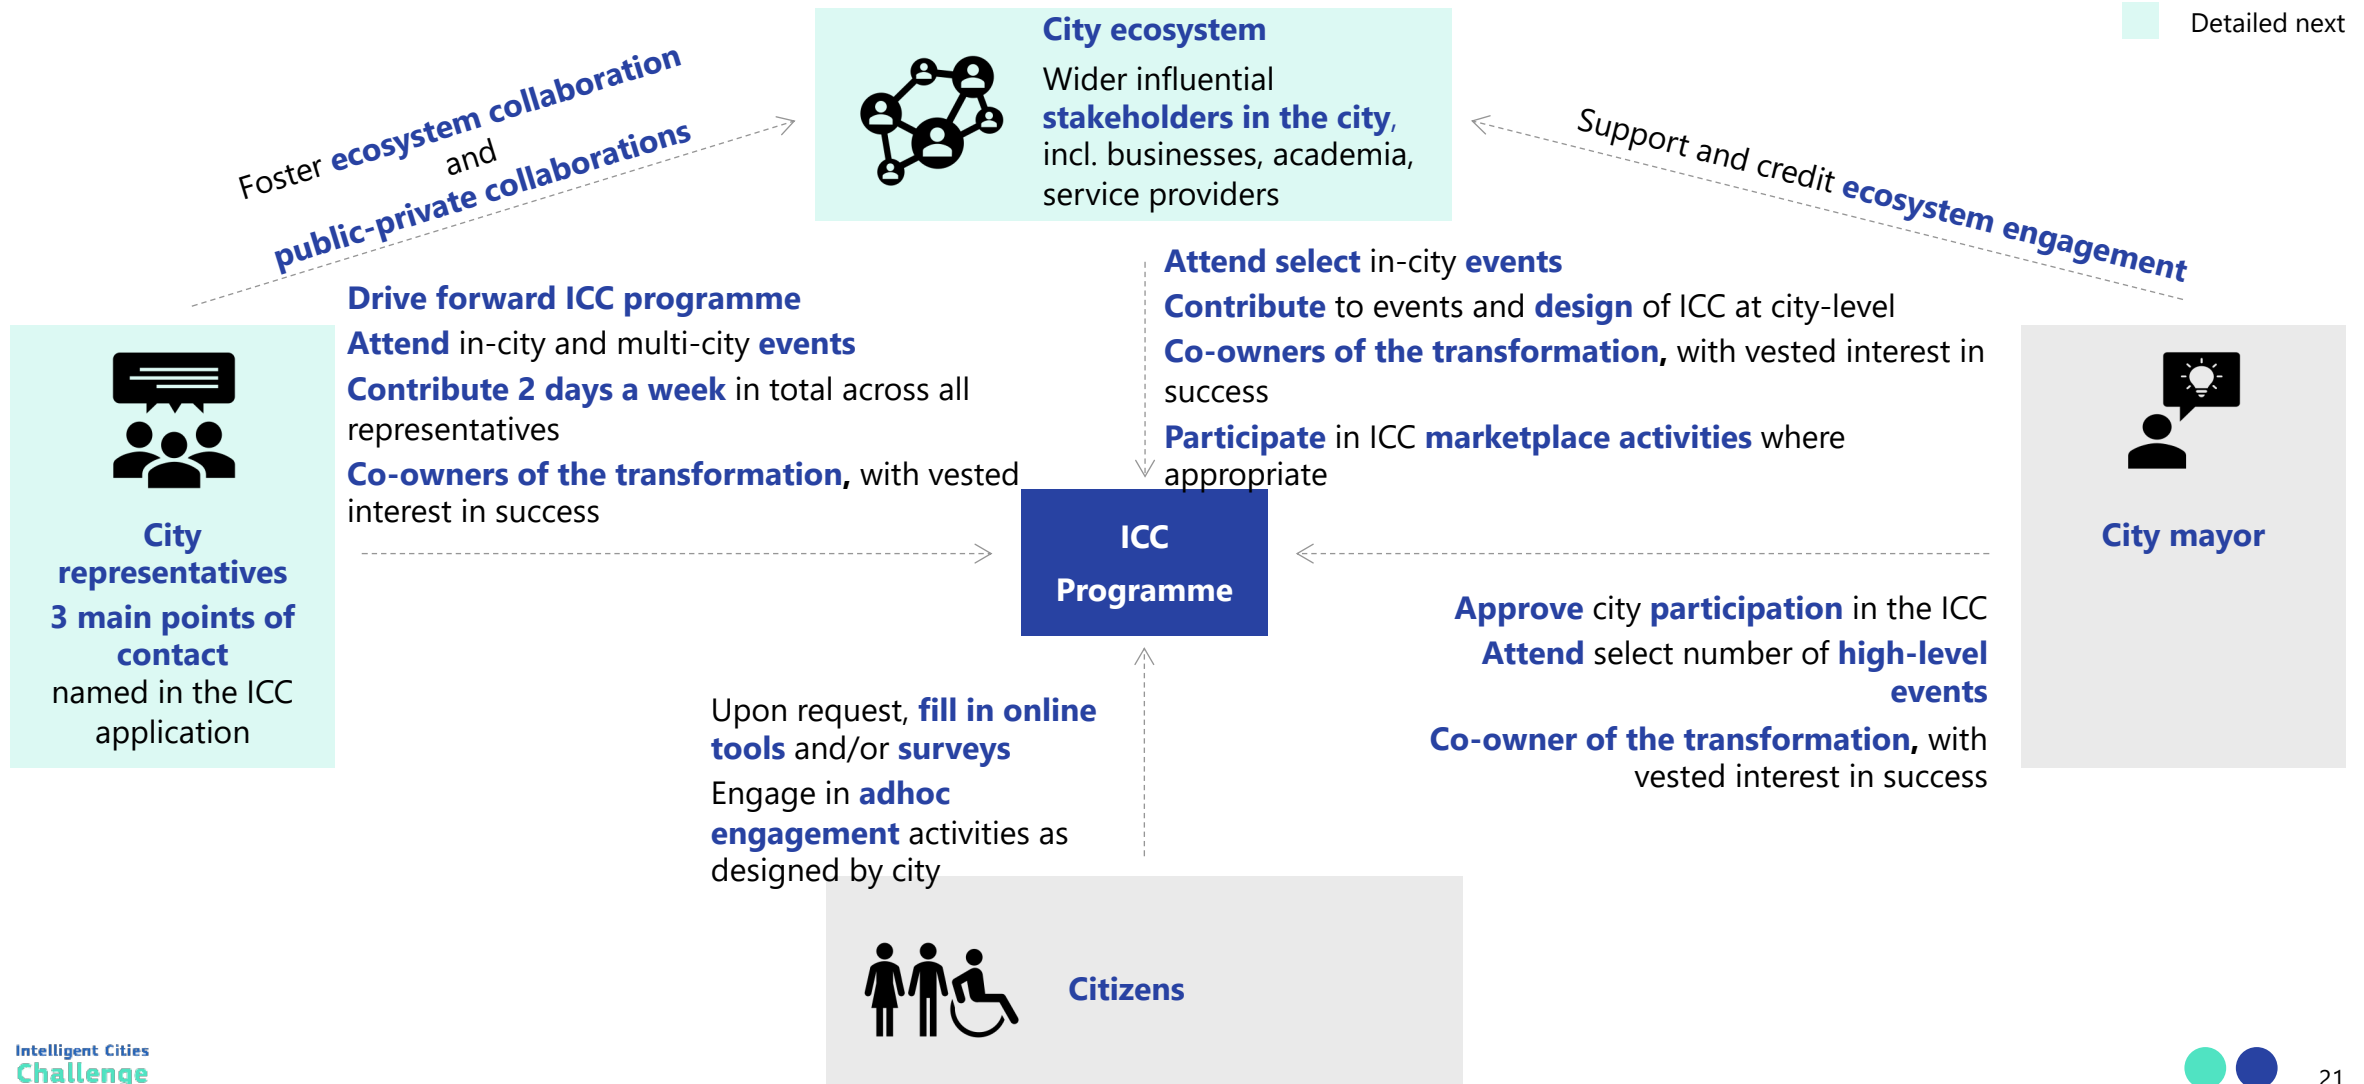 Detailed next
City ecosystem
Wider influential
stakeholders in the city,
incl. businesses, academia,
service providers
Foster ecosystem collaboration
and
public-private collaborations
Support and credit ecosystem engagement
Drive forward ICC programme
Attend in-city and multi-city events
Contribute 2 days a week in total across all
representatives
Co-owners of the transformation, with vested
interest in success
Attend select in-city events
Contribute to events and design of ICC at city-level
Co-owners of the transformation, with vested interest in
success
Participate in ICC marketplace activities where
appropriate
City
representatives
3 main points of
contact
named in the ICC
application
ICC
Programme
City mayor
Approve city participation in the ICC
Attend select number of high-level
events
Co-owner of the transformation, with
vested interest in success
Upon request, fill in online
tools and/or surveys
Engage in adhoc
engagement activities as
designed by city
Citizens
Intelligent Cities
Challenge
21